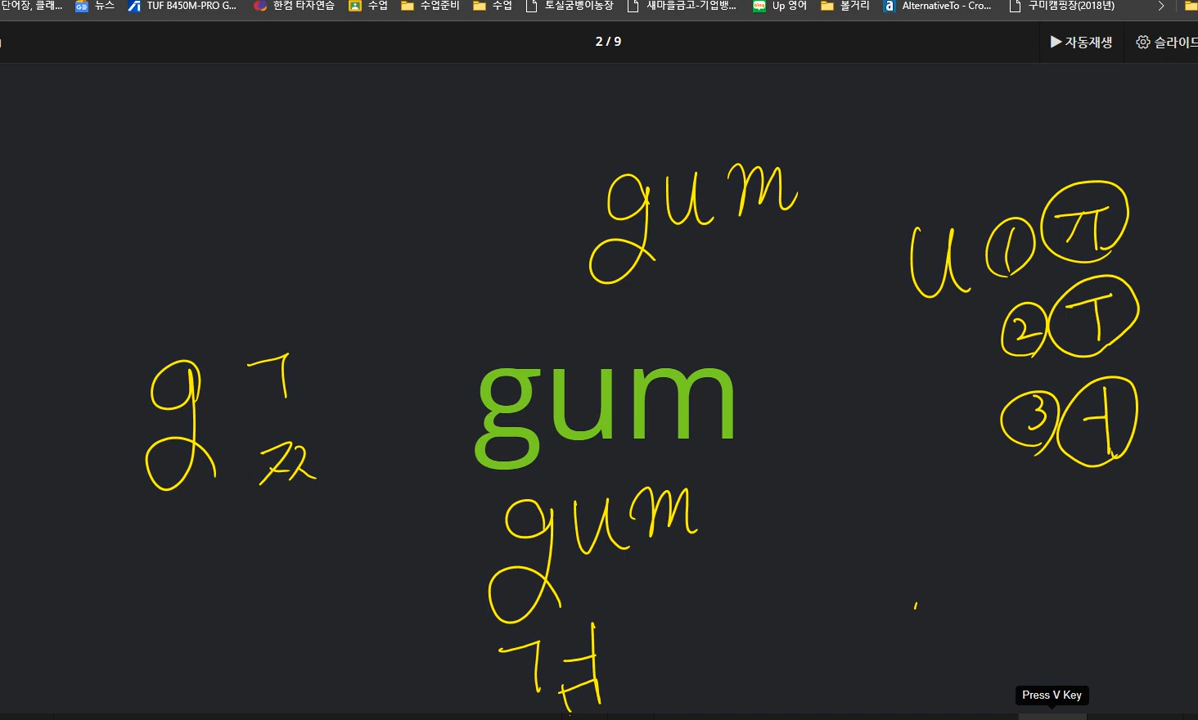 단어장, 클래... 뉴스 TUF B450M-PRO G... 한컴 타자연습 수업 수업준비 수업 토실굼벵이농장 새마을금고-기업뱅... Up 영어 볼거리 AlternativeTo - Cro... 구미캠핑장(2018년)
2 / 9
자동재생 슬라이드
gum
u ① ㅠ
② ㅜ
③ ㅓ
g ㄱ
ㅈ
gum
gum
Press V Key